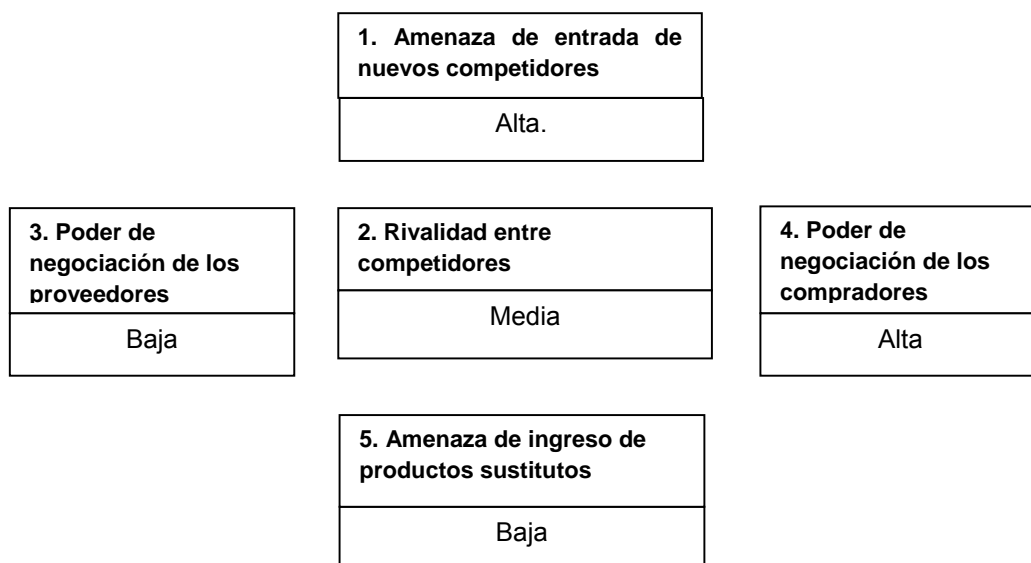 1. Amenaza de entrada de
nuevos competidores
Alta.
3. Poder de
negociación de los
proveedores
Baja
2. Rivalidad entre
competidores
Media
4. Poder de
negociación de los
compradores
Alta
5. Amenaza de ingreso de
productos sustitutos
Baja